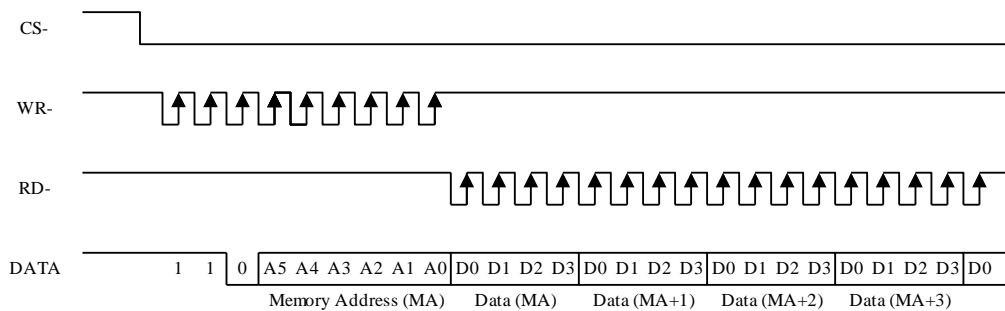 CS-
WR-
RD-
DATA 1 1 0 A5 A4 A3 A2 A1 A0 D0 D1 D2 D3 D0 D1 D2 D3 D0 D1 D2 D3 D0 D1 D2 D3 D0
Memory Address (MA) Data (MA) Data (MA+1) Data (MA+2) Data (MA+3)